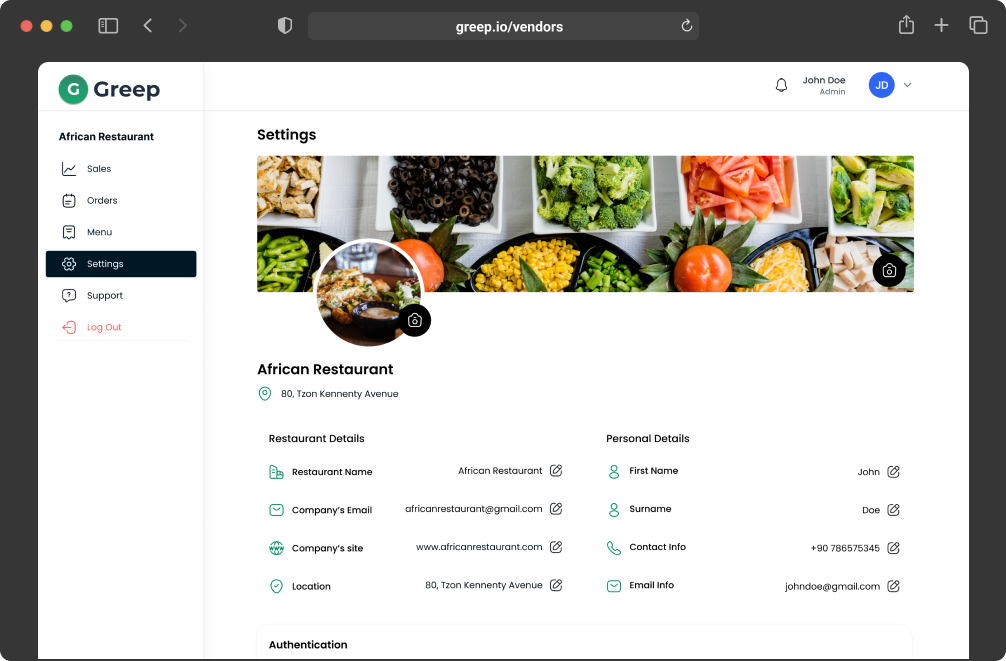 greep.io/vendors
G Greep
John Doe
Admin
JD
African Restaurant
Sales
Orders
Menu
Settings
Support
Log Out
Settings
African Restaurant
80, Tzon Kennenty Avenue
Restaurant Details
Restaurant Name African Restaurant
Company's Email africanrestaurant@gmail.com
Company's site www.africanrestaurant.com
Location 80, Tzon Kennenty Avenue
Personal Details
First Name John
Surname Doe
Contact Info +90 786575345
Email Info johndoe@gmail.com
Authentication